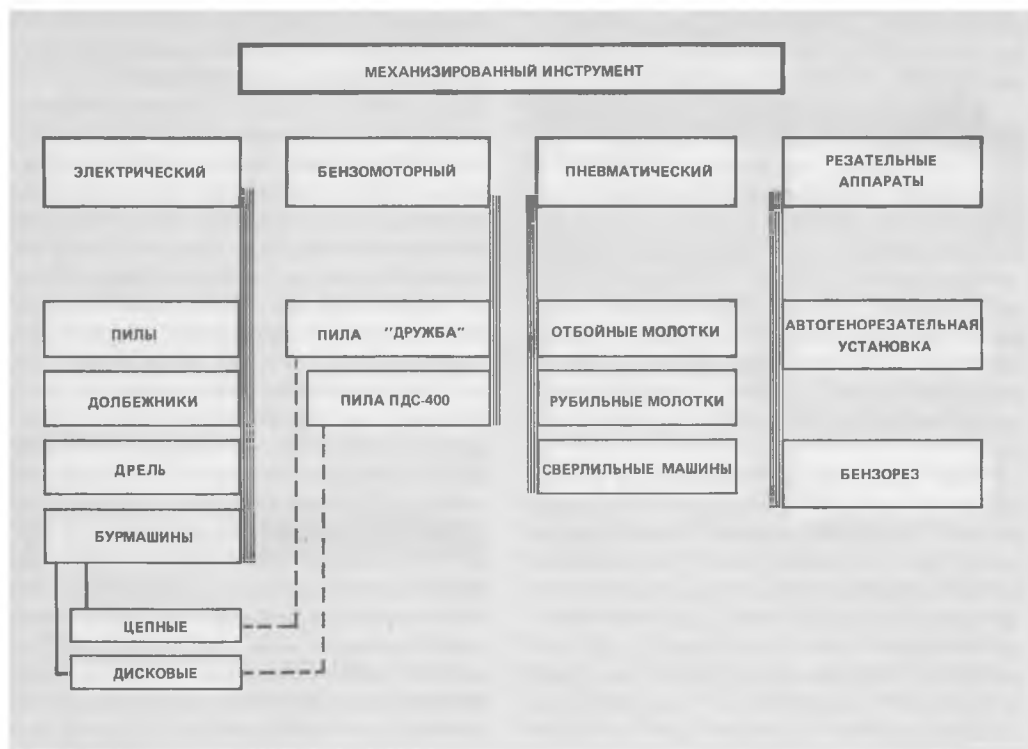 МЕХАНИЗИРОВАННЫЙ ИНСТРУМЕНТ
ЭЛЕКТРИЧЕСКИЙ
БЕНЗОМОТОРНЫЙ
ПНЕВМАТИЧЕСКИЙ
РЕЗАТЕЛЬНЫЕ
АППАРАТЫ
ПИЛЫ
ПИЛА "ДРУЖБА"
ОТБОЙНЫЕ МОЛОТКИ
АВТОГЕНОРЕЗАТЕЛЬНАЯ
УСТАНОВКА
ДОЛБЕЖНИКИ
ПИЛА ПДС-400
РУБИЛЬНЫЕ МОЛОТКИ
ДРЕЛЬ
СВЕРЛИЛЬНЫЕ МАШИНЫ
БЕНЗОРЕЗ
БУРМАШИНЫ
ЦЕПНЫЕ
ДИСКОВЫЕ